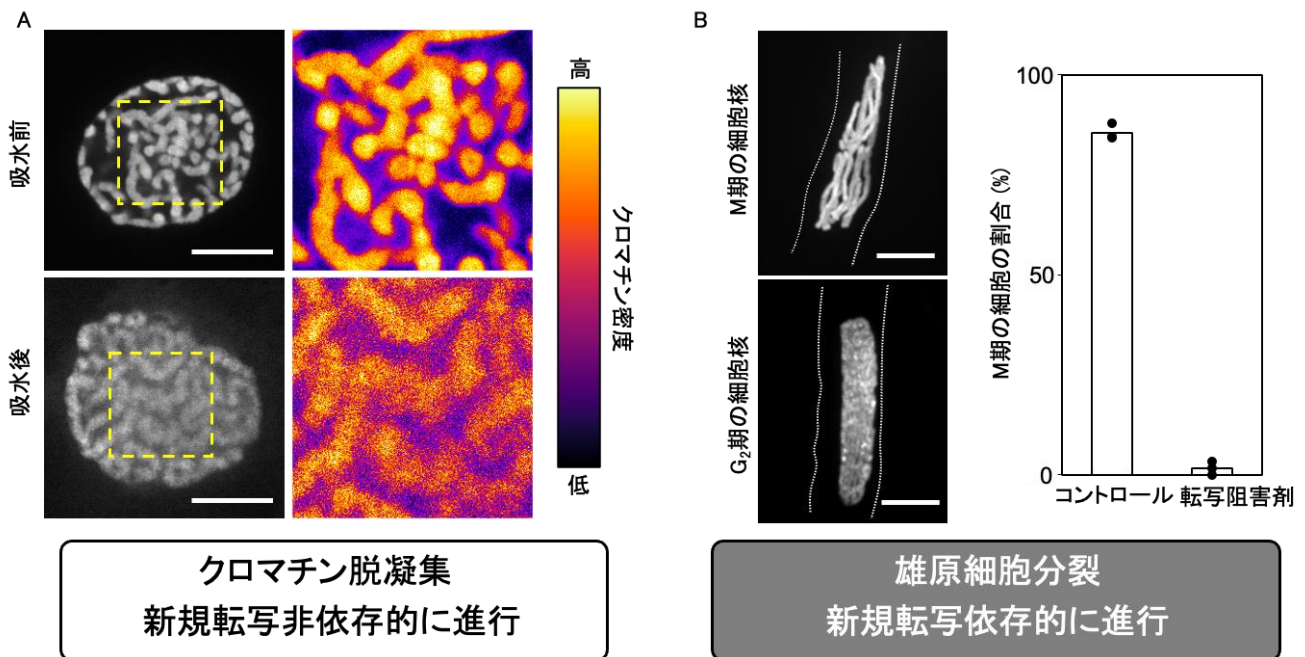 A
吸水前
吸水後
高
クロマチン密度
低
クロマチン脱凝集
新規転写非依存的に進行
B
M期の細胞核
G₂期の細胞核
M期の細胞の割合 (%)
100
50
0
コントロール
転写阻害剤
雄原細胞分裂
新規転写依存的に進行